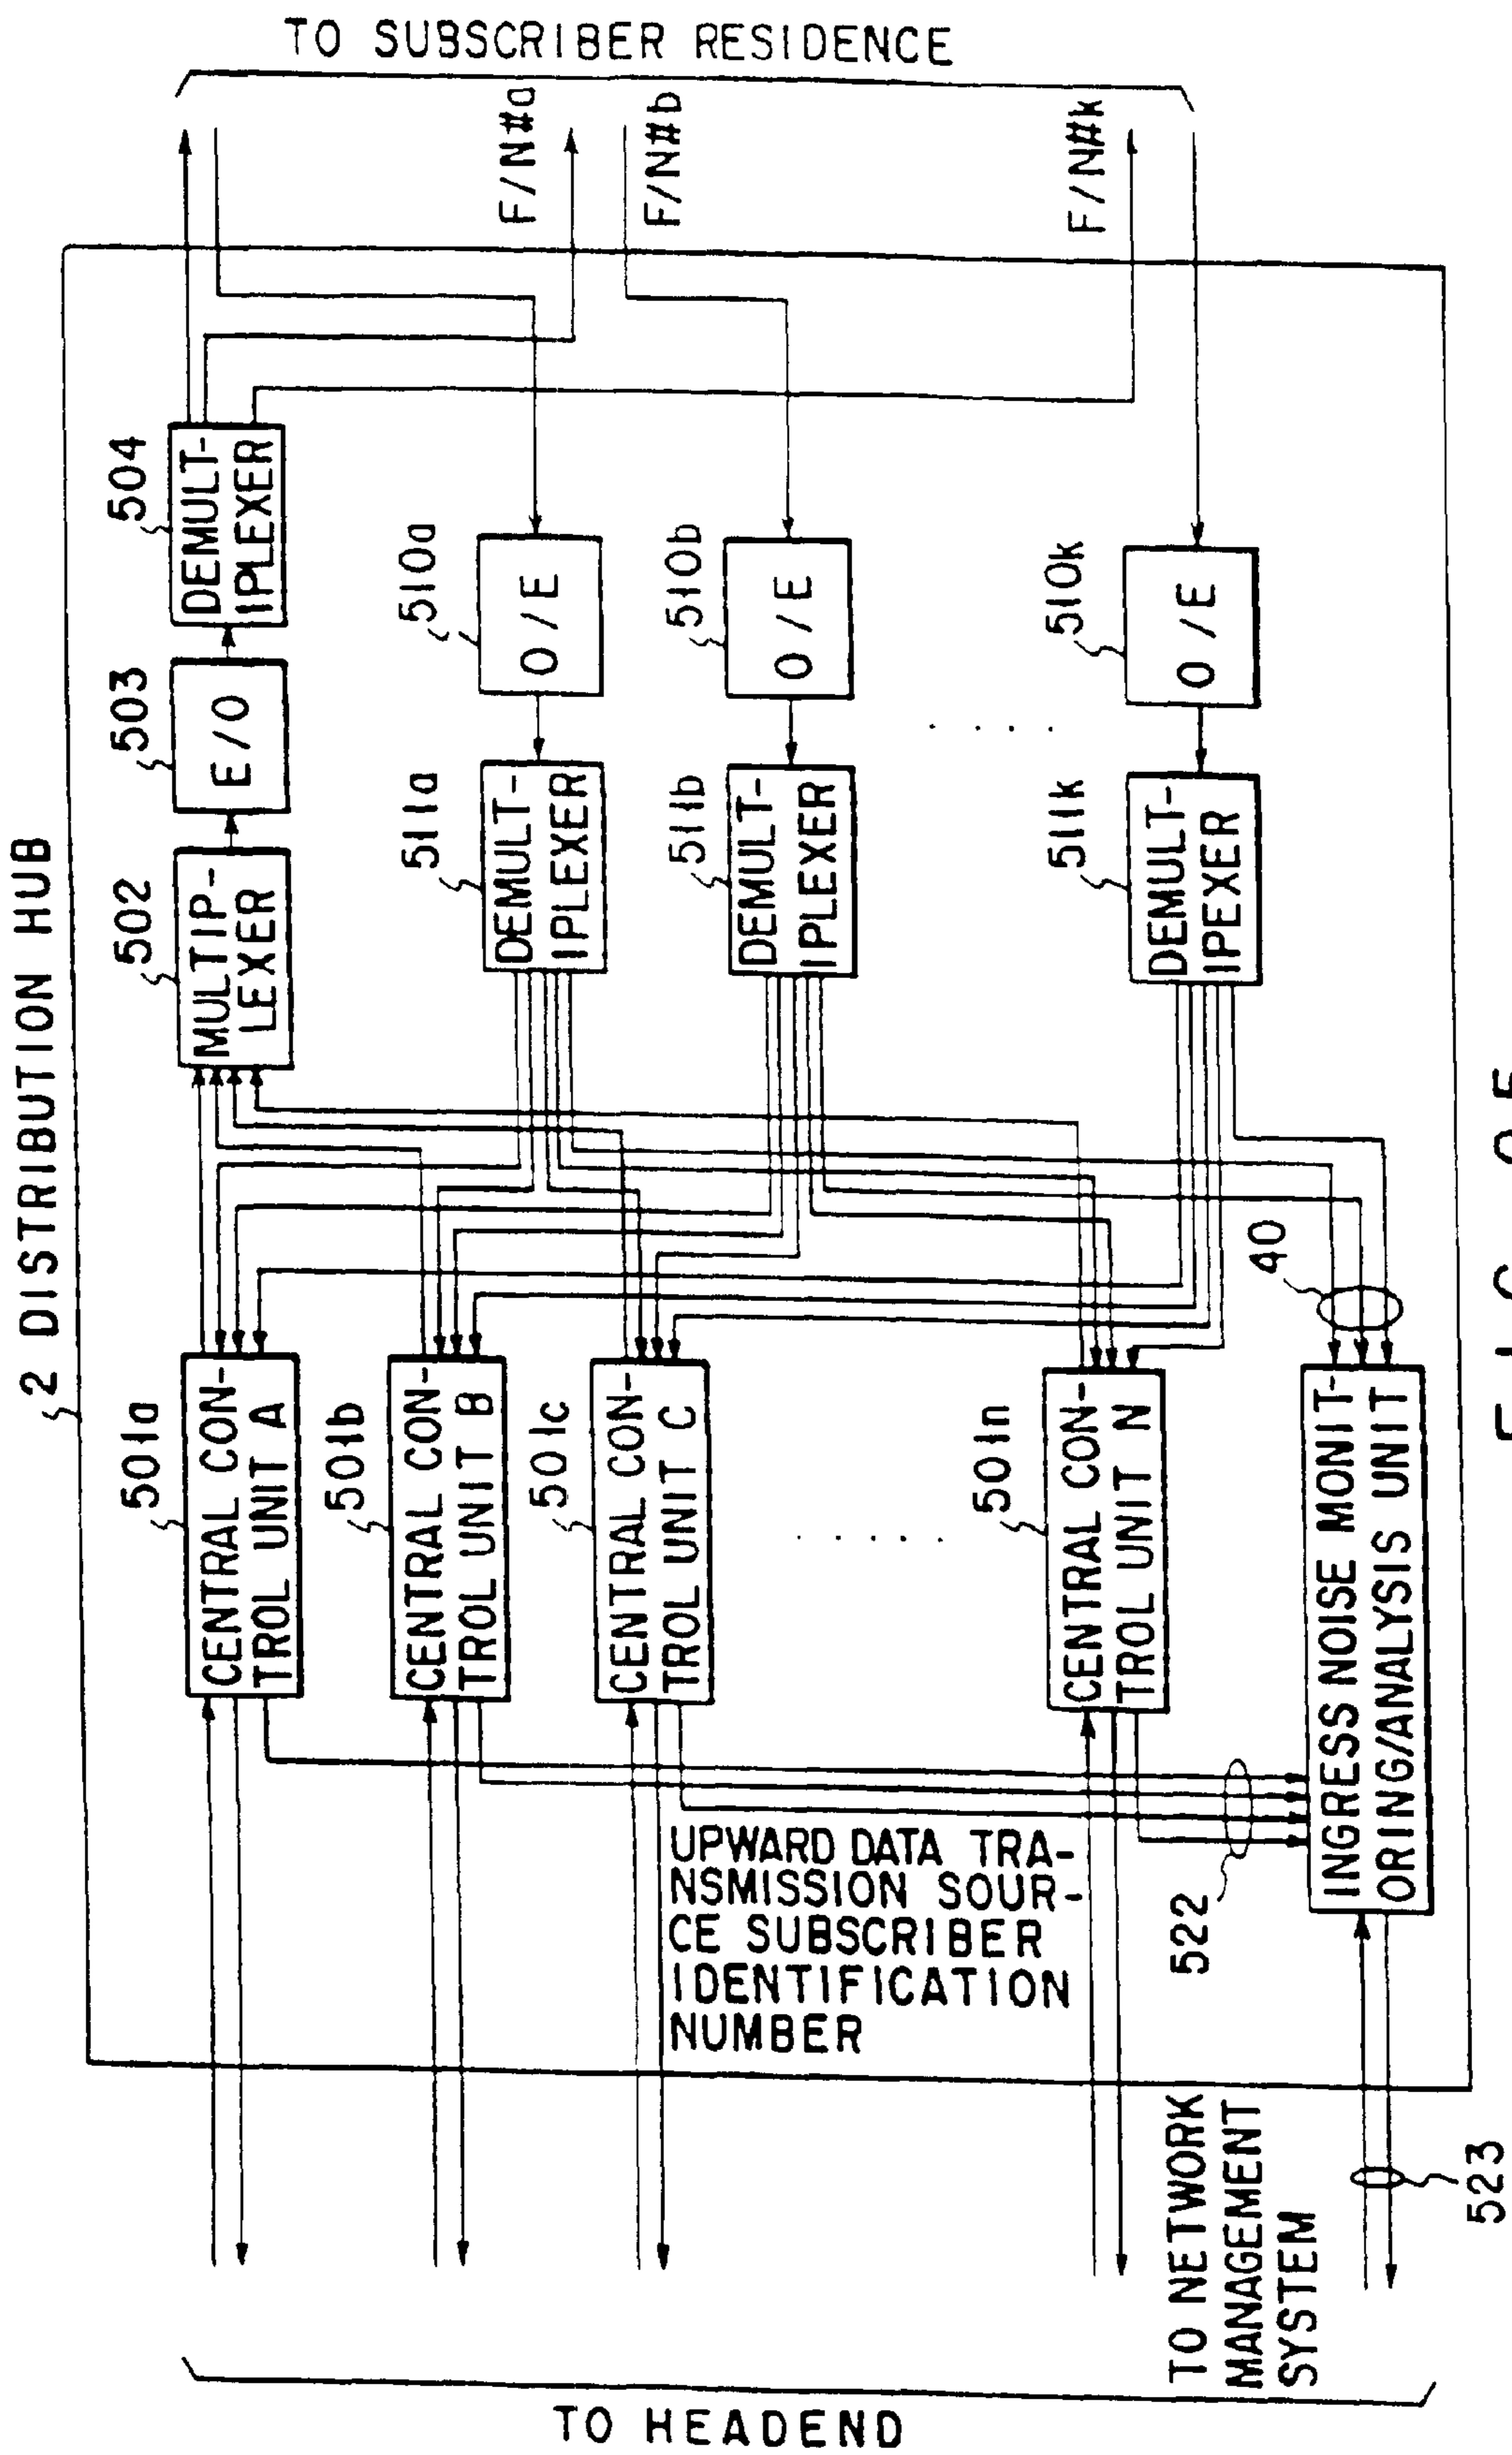 2 DISTRIBUTION HUB
TO SUBSCRIBER RESIDENCE
TO HEADEND
501a
CENTRAL CON-
TROL UNIT A
502
MULTIP-
LEXER
503
E/O
504
DEMULT-
IPLEXER
501b
CENTRAL CON-
TROL UNIT B
511a
DEMULT-
IPLEXER
510a
O/E
F/N#a
501c
CENTRAL CON-
TROL UNIT C
511b
DEMULT-
IPLEXER
510b
O/E
F/N#b
UPWARD DATA TRA-
NSMISSION SOUR-
CE SUBSCRIBER
IDENTIFICATION
NUMBER
501n
CENTRAL CON-
TROL UNIT N
511k
DEMULT-
IPEXER
510k
O/E
F/N#k
TO NETWORK
MANAGEMENT
SYSTEM
522
40
INGRESS NOISE MONIT-
ORING/ANALYSIS UNIT
523